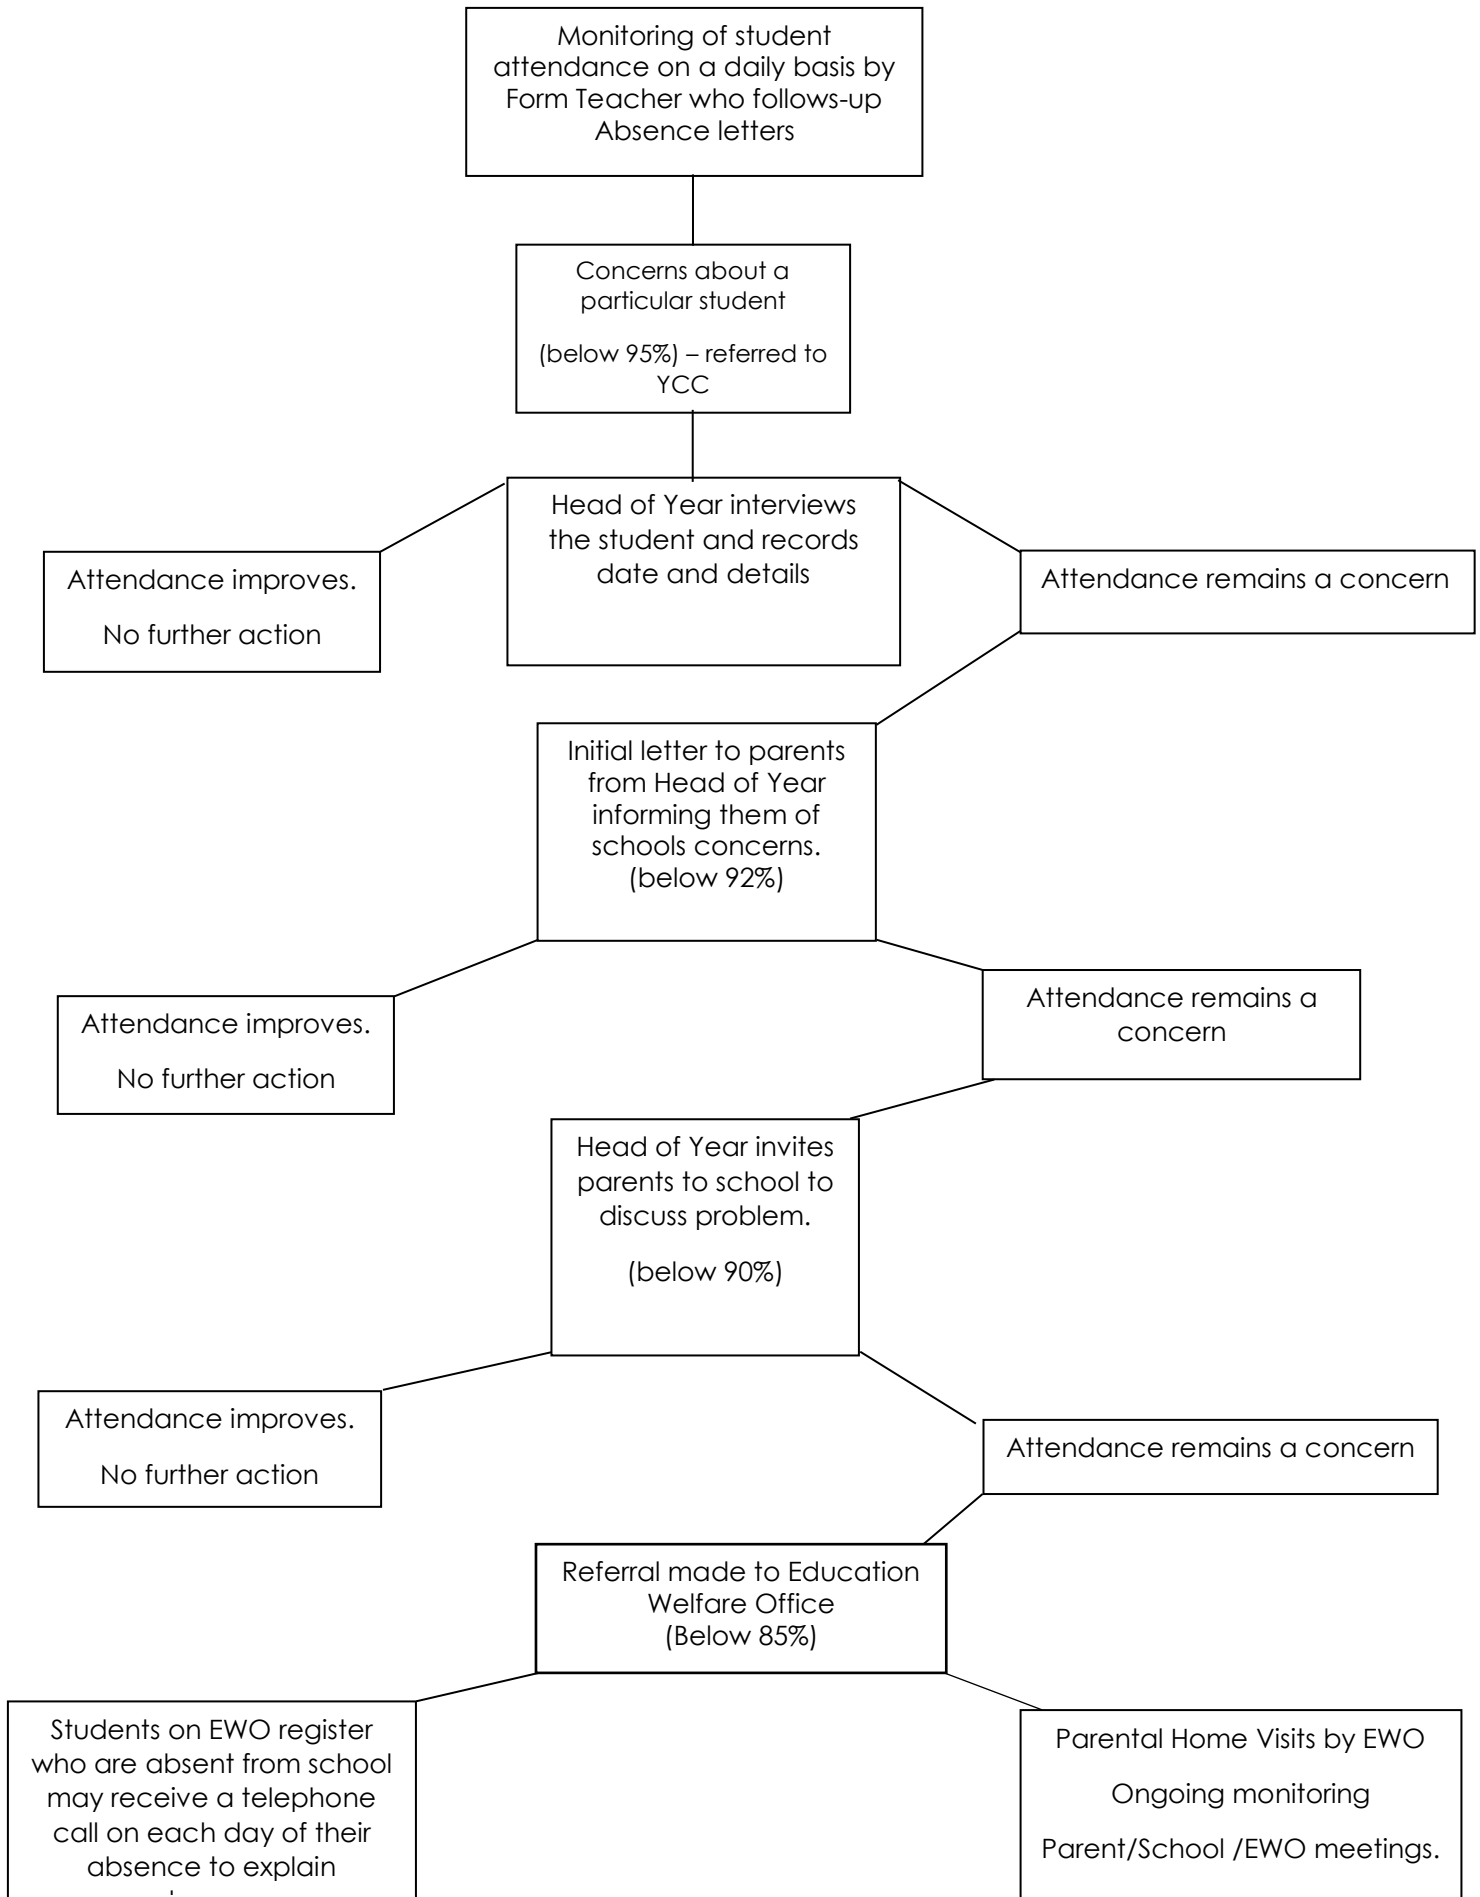 Monitoring of student
attendance on a daily basis by
Form Teacher who follows-up
Absence letters
Concerns about a
particular student
(below 95%) – referred to
YCC
Head of Year interviews
the student and records
date and details
Attendance improves.
No further action
Attendance remains a concern
Initial letter to parents
from Head of Year
informing them of
schools concerns.
(below 92%)
Attendance improves.
No further action
Attendance remains a
concern
Head of Year invites
parents to school to
discuss problem.
(below 90%)
Attendance improves.
No further action
Attendance remains a concern
Referral made to Education
Welfare Office
(Below 85%)
Students on EWO register
who are absent from school
may receive a telephone
call on each day of their
absence to explain
Parental Home Visits by EWO
Ongoing monitoring
Parent/School /EWO meetings.